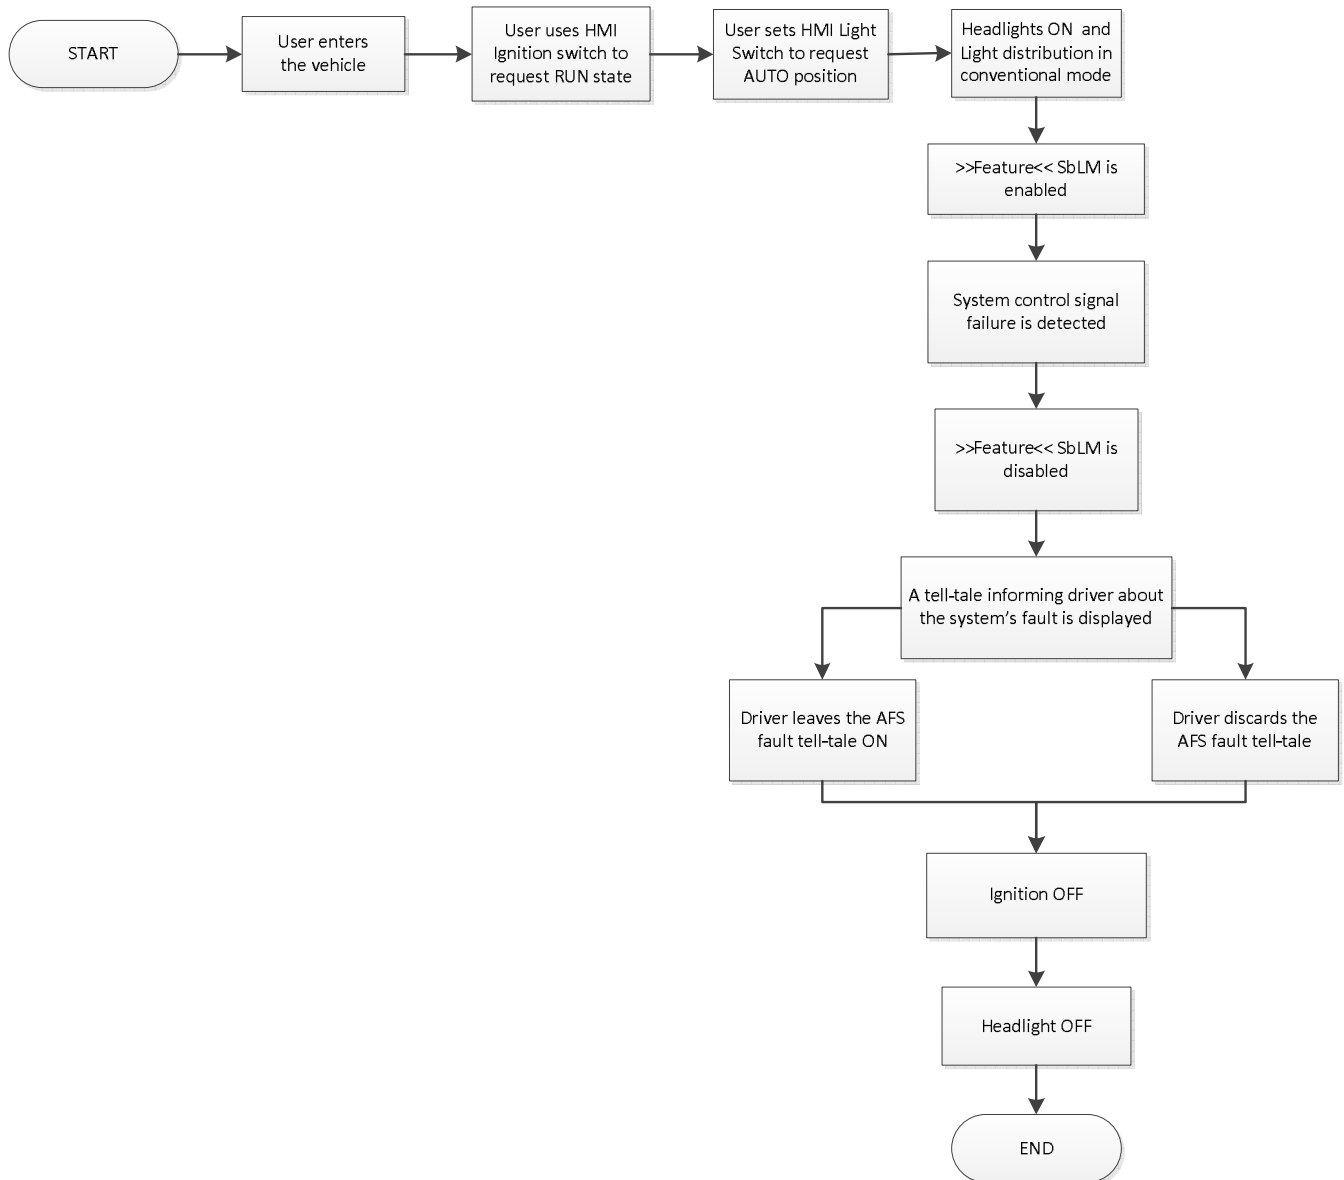 START
User enters
the vehicle
User uses HMI
Ignition switch to
request RUN state
User sets HMI Light
Switch to request
AUTO position
Headlights ON and
Light distribution in
conventional mode
>>Feature<< SbLM is
enabled
System control signal
failure is detected
>>Feature<< SbLM is
disabled
A tell-tale informing driver about
the system’s fault is displayed
Driver leaves the AFS
fault tell-tale ON
Driver discards the
AFS fault tell-tale
Ignition OFF
Headlight OFF
END